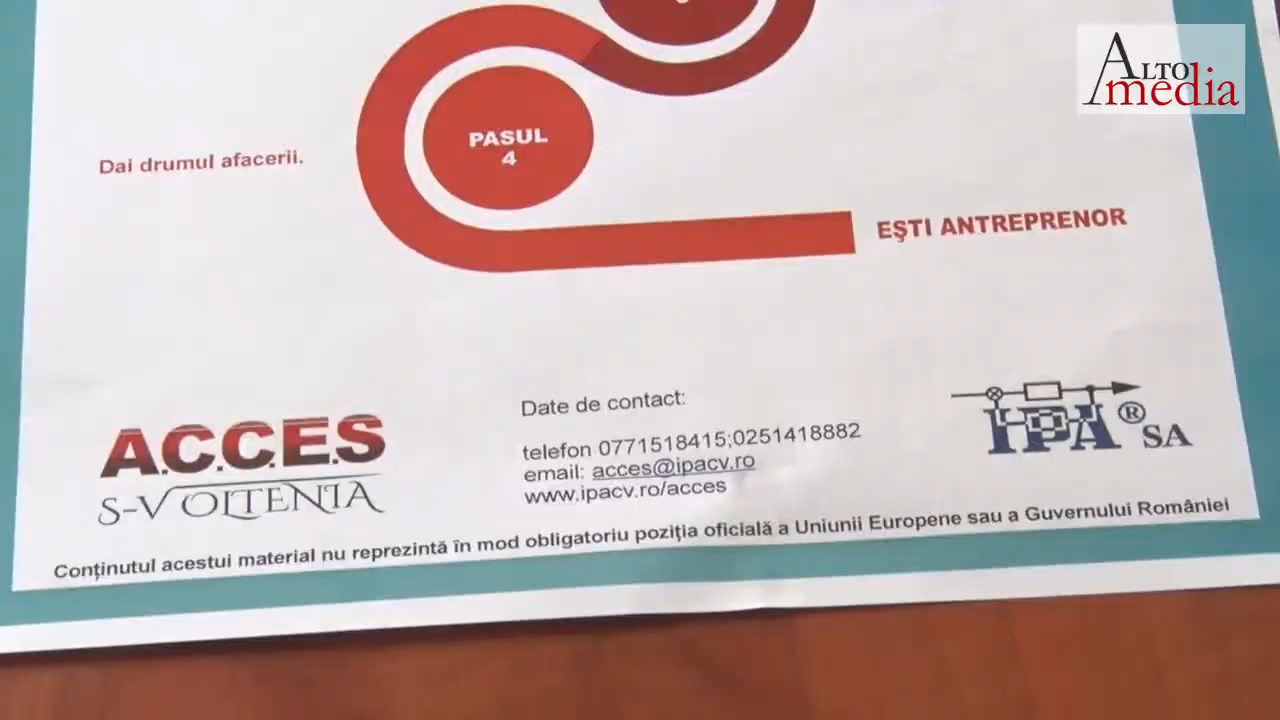 ALTO
media
PASUL
4
Dai drumul afacerii.
EŞTI ANTREPRENOR
A.C.C.E.S
S-V OLTENIA
Date de contact:
telefon 0771518415;0251418882
email: acces@ipacv.ro
www.ipacv.ro/acces
IPA® SA
Conținutul acestui material nu reprezintă în mod obligatoriu poziția oficială a Uniunii Europene sau a Guvernului României